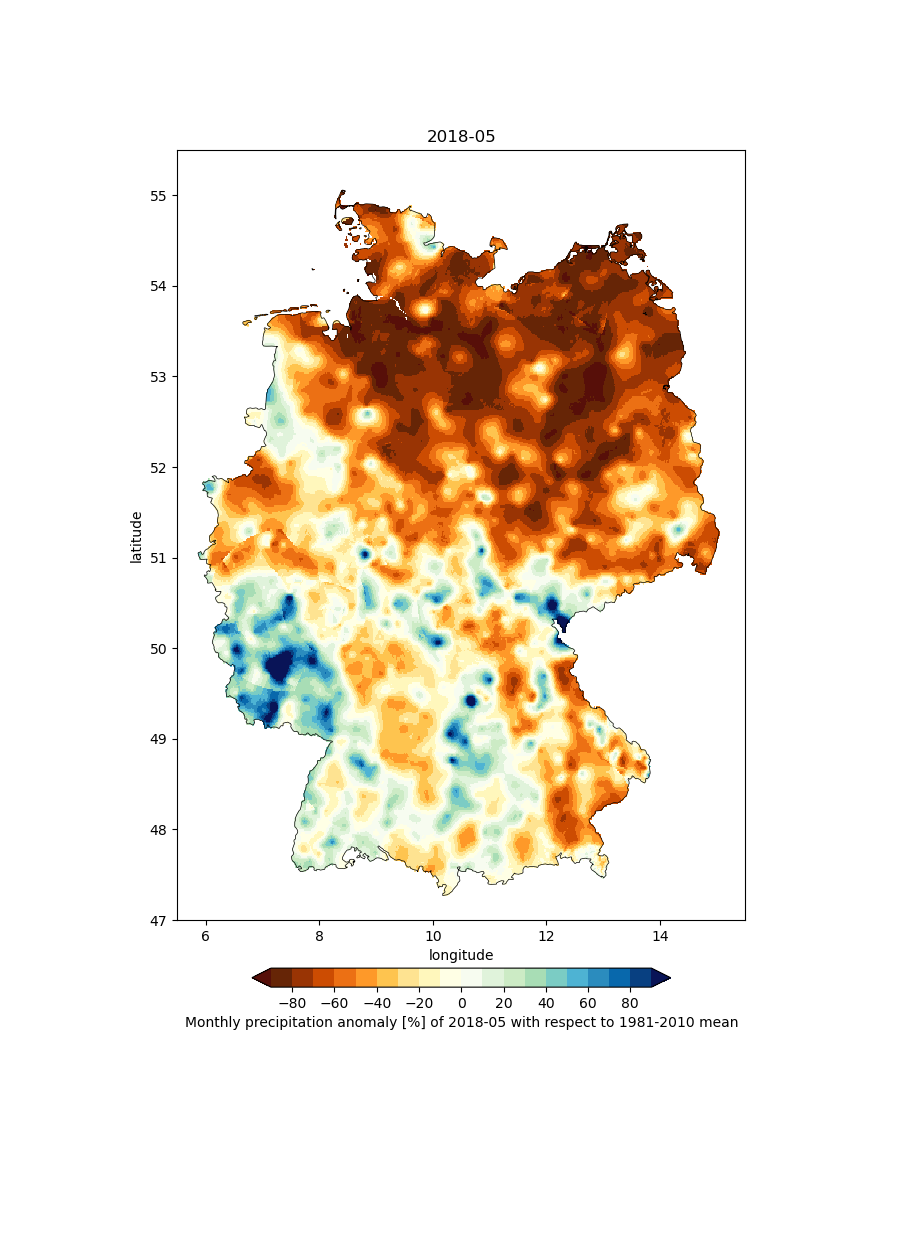 2018-05
55
54
53
52
51
50
49
48
47
latitude
6 8 10 12 14
longitude
−80 −60 −40 −20 0 20 40 60 80
Monthly precipitation anomaly [%] of 2018-05 with respect to 1981-2010 mean